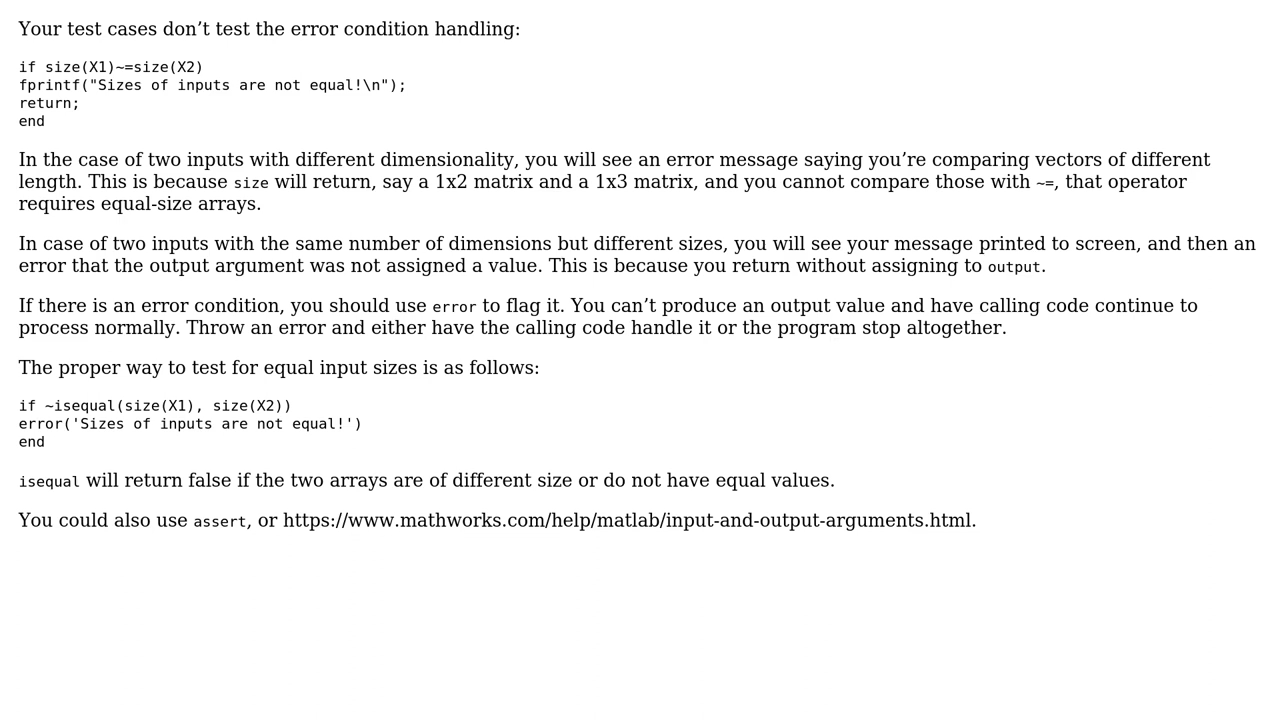 Your test cases don’t test the error condition handling:
if size(X1)~=size(X2)
fprintf("Sizes of inputs are not equal!\n");
return;
end
In the case of two inputs with different dimensionality, you will see an error message saying you’re comparing vectors of different
length. This is because size will return, say a 1x2 matrix and a 1x3 matrix, and you cannot compare those with ~=, that operator
requires equal-size arrays.
In case of two inputs with the same number of dimensions but different sizes, you will see your message printed to screen, and then an
error that the output argument was not assigned a value. This is because you return without assigning to output.
If there is an error condition, you should use error to flag it. You can’t produce an output value and have calling code continue to
process normally. Throw an error and either have the calling code handle it or the program stop altogether.
The proper way to test for equal input sizes is as follows:
if ~isequal(size(X1), size(X2))
error('Sizes of inputs are not equal!')
end
isequal will return false if the two arrays are of different size or do not have equal values.
You could also use assert, or https://www.mathworks.com/help/matlab/input-and-output-arguments.html.